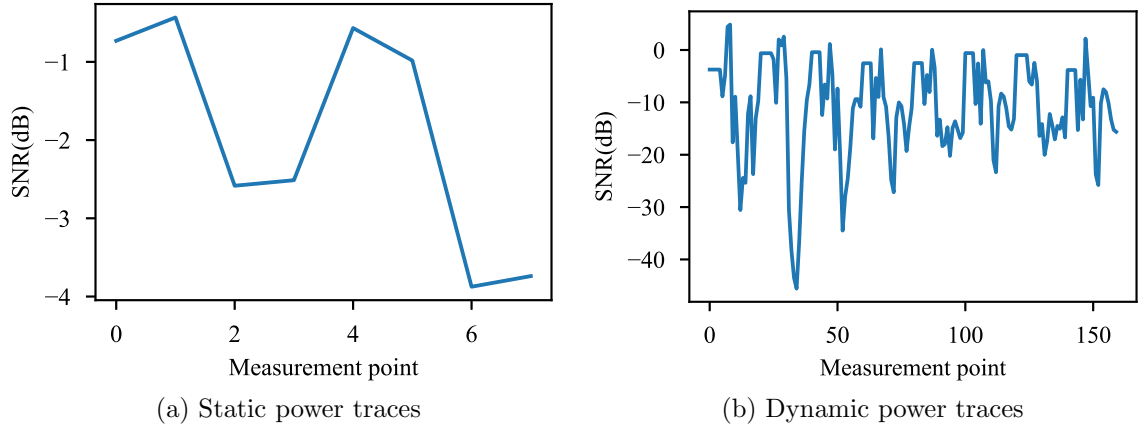 −1
−2
−3
−4
SNR(dB)
0
2
4
6
Measurement point
(a) Static power traces
0
−10
−20
−30
−40
SNR(dB)
0
50
100
150
Measurement point
(b) Dynamic power traces